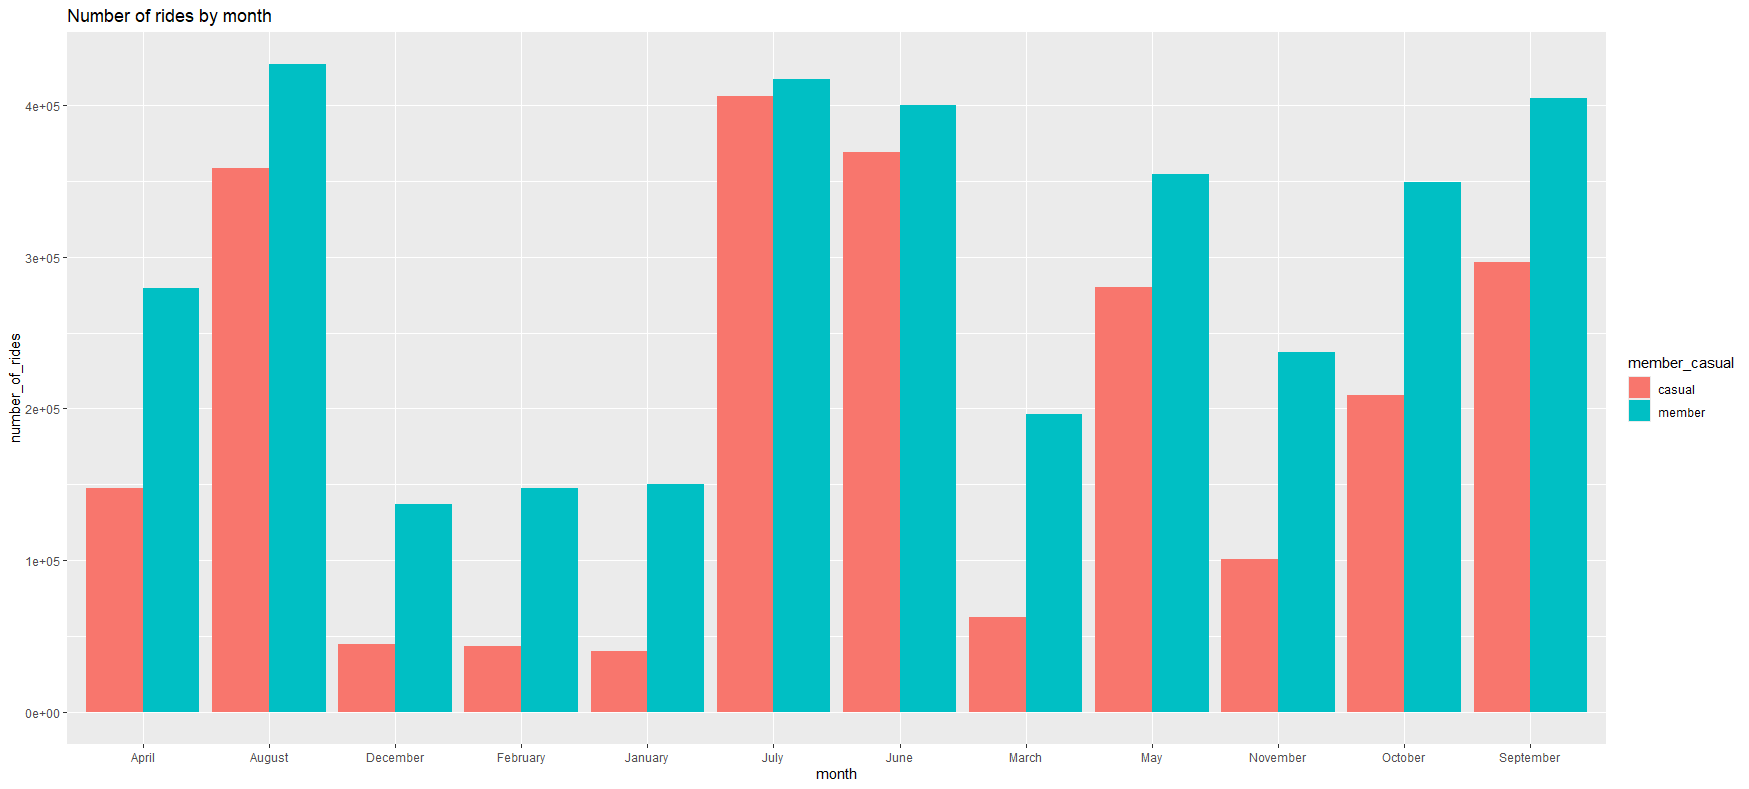 Number of rides by month
number_of_rides
4e+05
3e+05
2e+05
1e+05
0e+00
April August December February January July June March May November October September
month
member_casual
casual
member